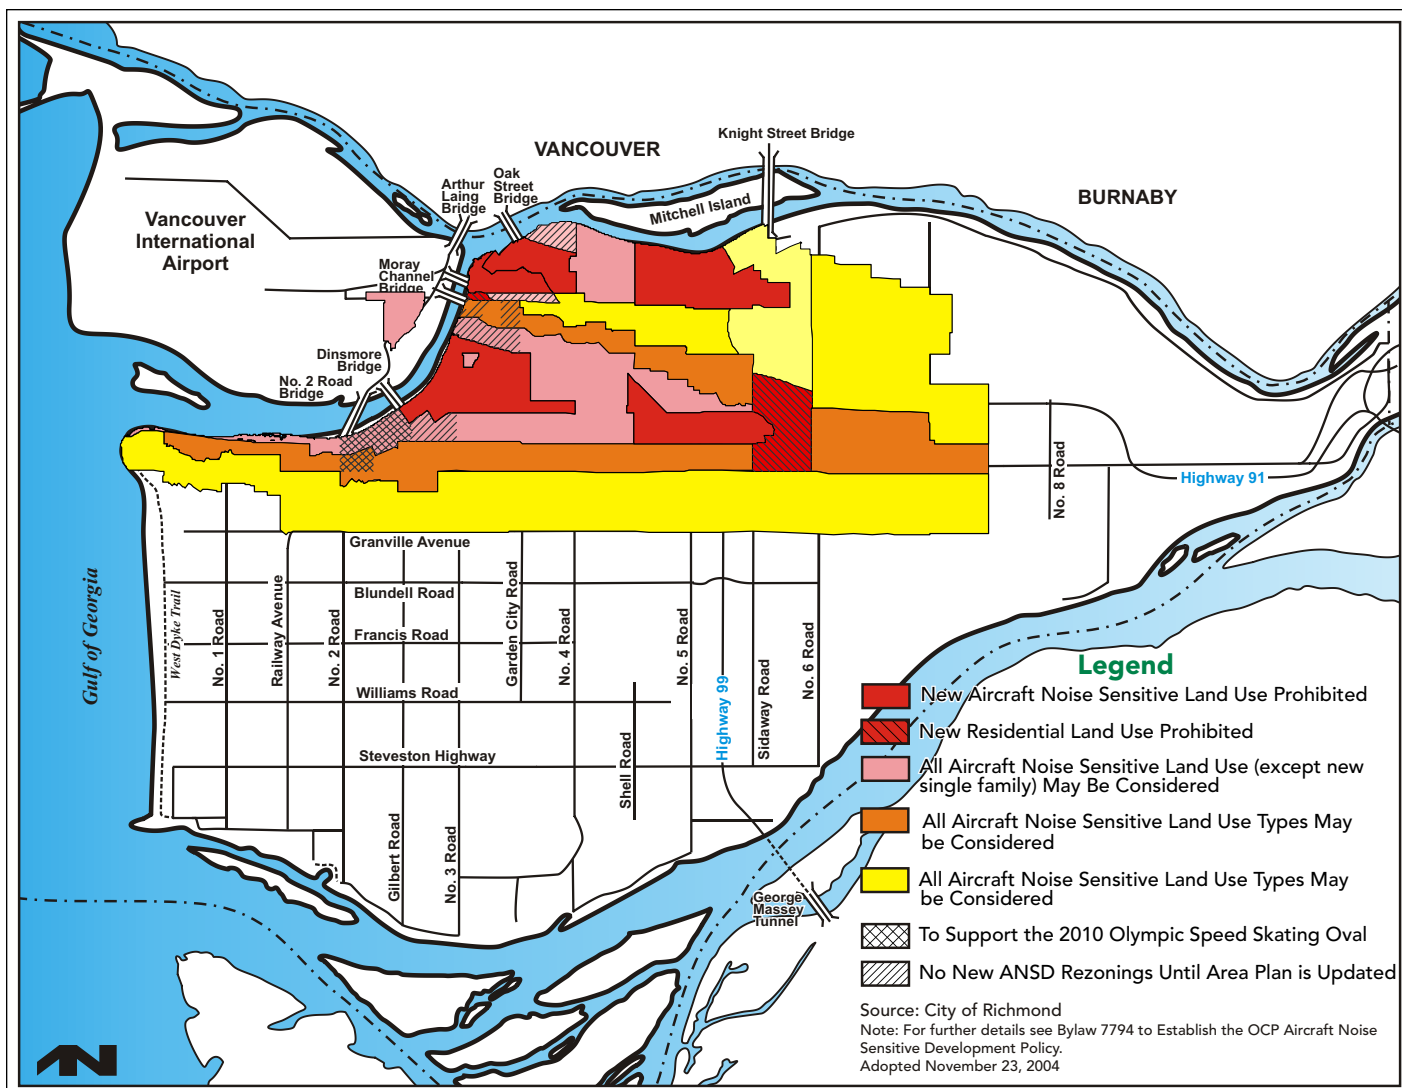 VANCOUVER
Knight Street Bridge
BURNABY
Mitchell Island
Oak
Street
Bridge
Arthur
Laing
Bridge
Vancouver
International
Airport
Moray
Channel
Bridge
Dinsmore
Bridge
No. 2 Road
Bridge
Highway 91
No. 8 Road
Gulf of Georgia
West Dyke Trail
Granville Avenue
Blundell Road
Francis Road
Williams Road
Steveston Highway
No. 1 Road
Railway Avenue
No. 2 Road
Gilbert Road
No. 3 Road
Garden City Road
No. 4 Road
Shell Road
No. 5 Road
Highway 99
Sidaway Road
No. 6 Road
George
Massey
Tunnel
Legend
New Aircraft Noise Sensitive Land Use Prohibited
New Residential Land Use Prohibited
All Aircraft Noise Sensitive Land Use (except new
single family) May Be Considered
All Aircraft Noise Sensitive Land Use Types May
be Considered
All Aircraft Noise Sensitive Land Use Types May
be Considered
To Support the 2010 Olympic Speed Skating Oval
No New ANSD Rezonings Until Area Plan is Updated
Source: City of Richmond
Note: For further details see Bylaw 7794 to Establish the OCP Aircraft Noise
Sensitive Development Policy.
Adopted November 23, 2004